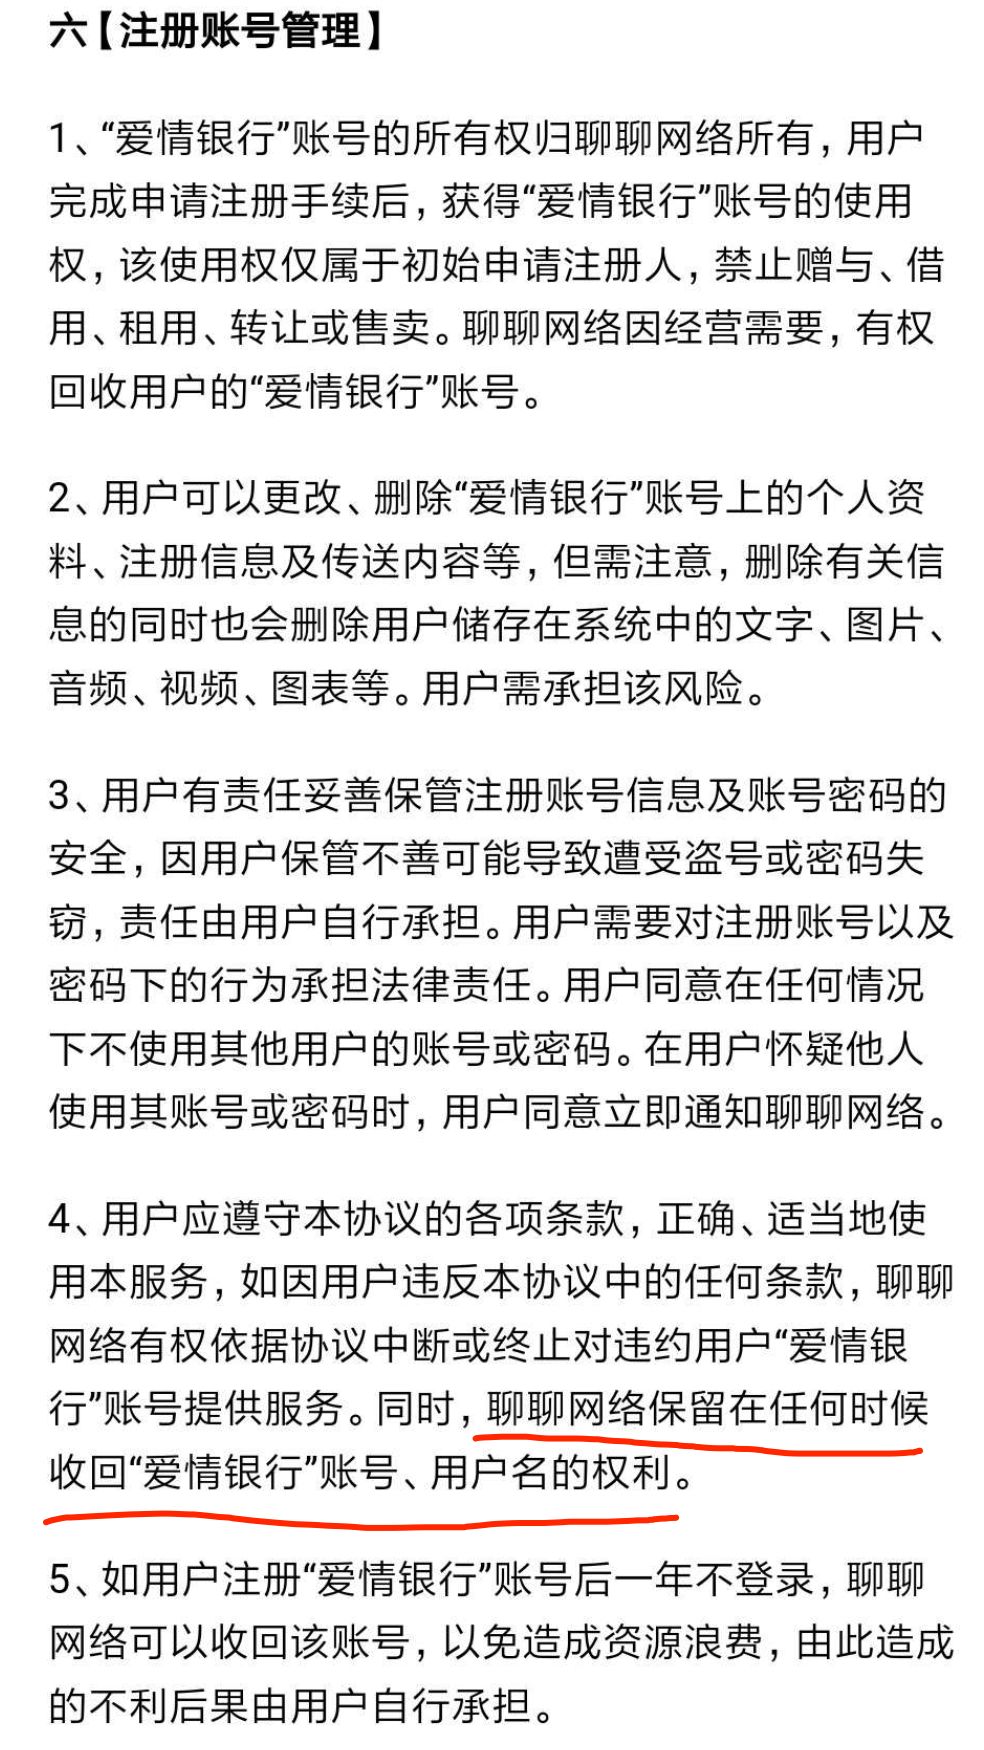 六【注册账号管理】
1、“爱情银行”账号的所有权归聊聊网络所有，用户
完成申请注册手续后，获得“爱情银行”账号的使用
权，该使用权仅属于初始申请注册人，禁止赠与、借
用、租用、转让或售卖。聊聊网络因经营需要，有权
回收用户的“爱情银行”账号。
2、用户可以更改、删除“爱情银行”账号上的个人资
料、注册信息及传送内容等，但需注意，删除有关信
息的同时也会删除用户储存在系统中的文字、图片、
音频、视频、图表等。用户需承担该风险。
3、用户有责任妥善保管注册账号信息及账号密码的
安全，因用户保管不善可能导致遭受盗号或密码失
窃，责任由用户自行承担。用户需要对注册账号以及
密码下的行为承担法律责任。用户同意在任何情况
下不使用其他用户的账号或密码。在用户怀疑他人
使用其账号或密码时，用户同意立即通知聊聊网络。
4、用户应遵守本协议的各项条款，正确、适当地使
用本服务，如因用户违反本协议中的任何条款，聊聊
网络有权依据协议中断或终止对违约用户“爱情银
行”账号提供服务。同时，聊聊网络保留在任何时候
收回“爱情银行”账号、用户名的权利。
5、如用户注册“爱情银行”账号后一年不登录，聊聊
网络可以收回该账号，以免造成资源浪费，由此造成
的不利后果由用户自行承担。